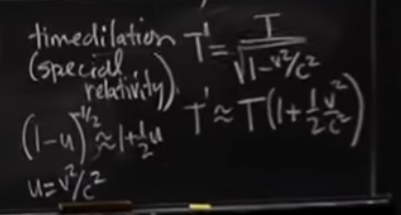 timedilation T' = T/√1-v²/c²
(special relativity)
T' ≈ T(1+½ v²/c²)
(1-u)^-1/2 ≈ 1+½u
u=v²/c²